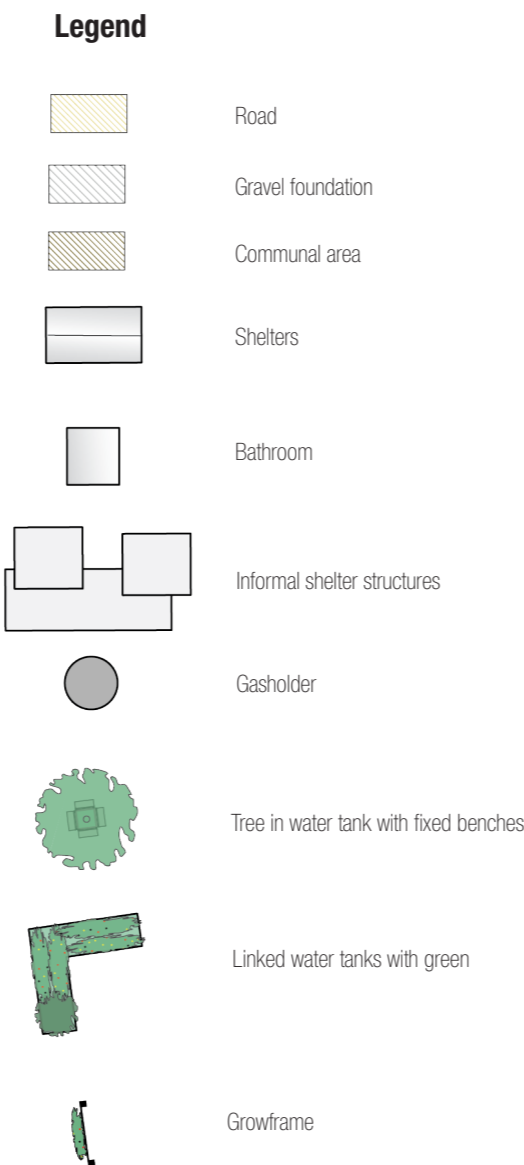 Legend
Road
Gravel foundation
Communal area
Shelters
Bathroom
Informal shelter structures
Gasholder
Tree in water tank with fixed benches
Linked water tanks with green
Growframe